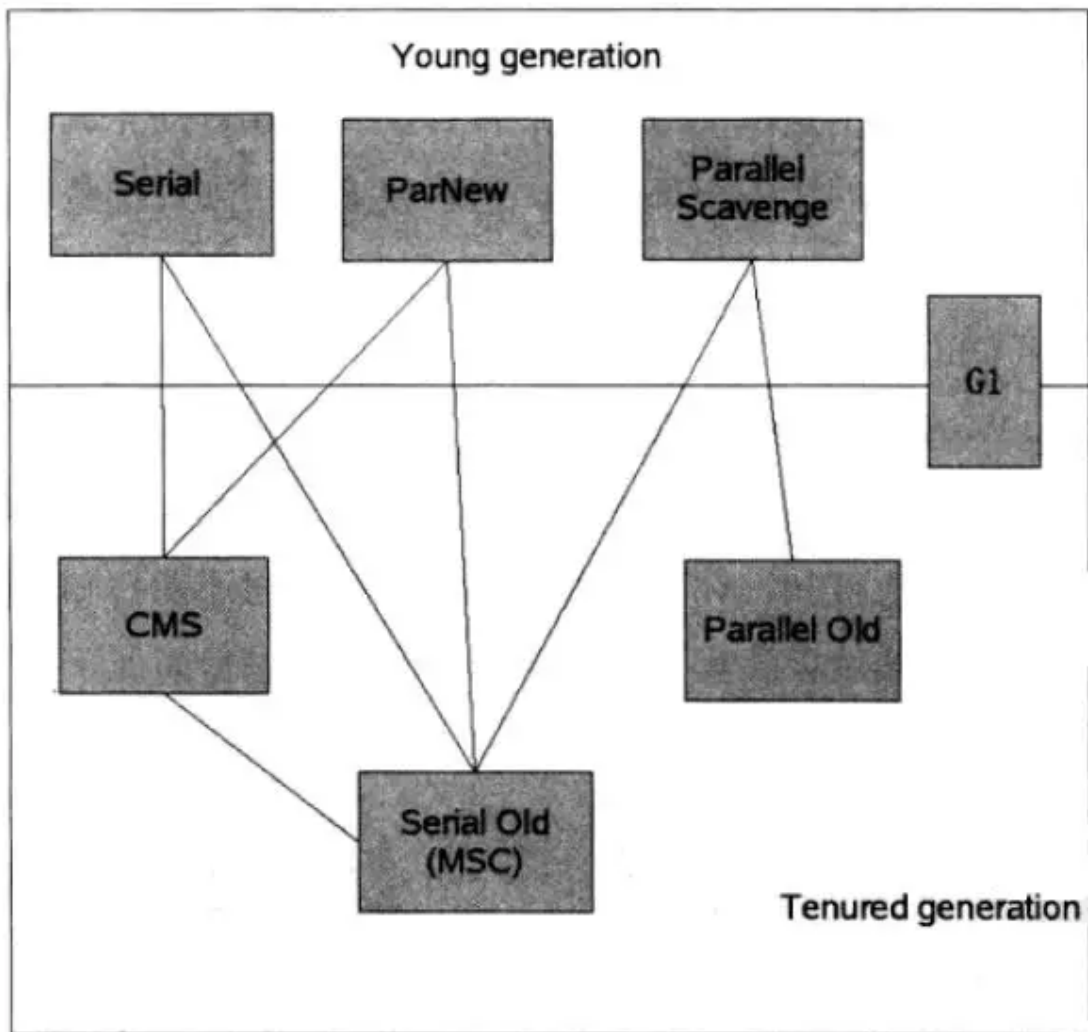 Young generation
Serial
ParNew
Parallel
Scavenge
G1
CMS
Parallel Old
Serial Old
(MSC)
Tenured generation